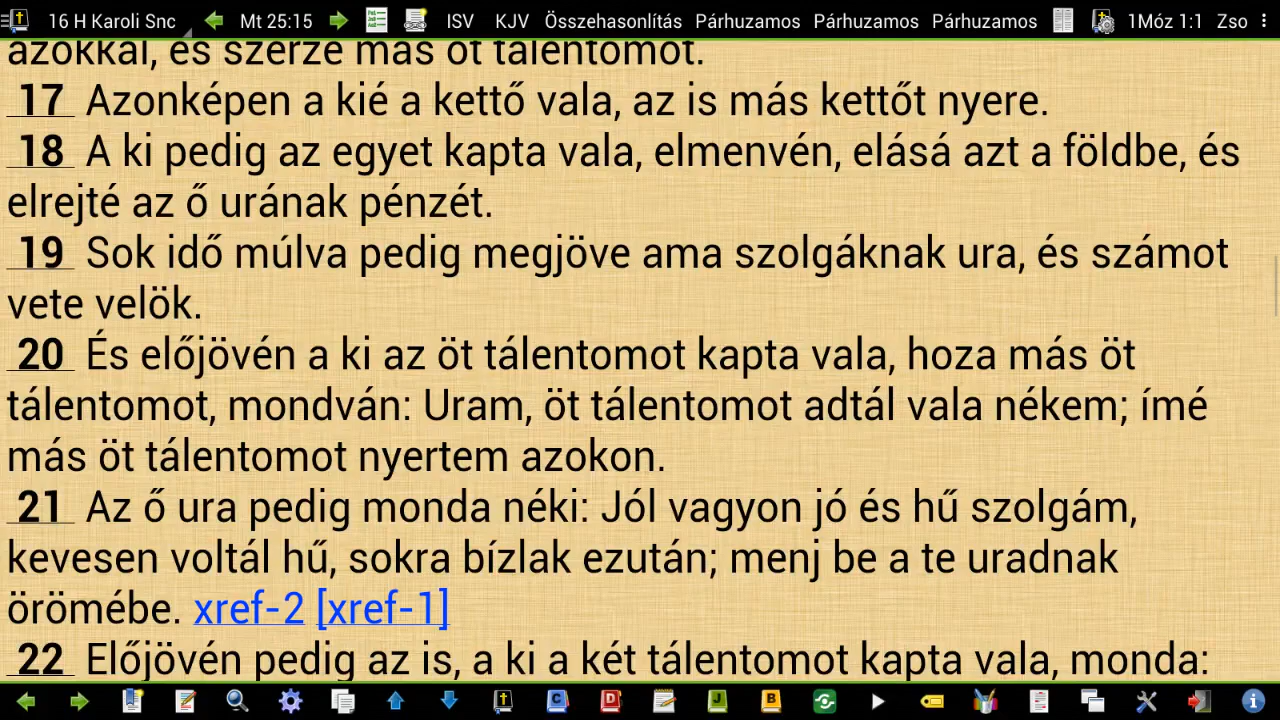 16 H Karoli Snc Mt 25:15 ISV KJV Összehasonlítás Párhuzamos Párhuzamos Párhuzamos 1Móz 1:1 Zso
azokkal, és szerze más öt tálentomot.
17 Azonképen a kié a kettő vala, az is más kettőt nyere.
18 A ki pedig az egyet kapta vala, elmenvén, elásá azt a földbe, és
elrejté az ő urának pénzét.
19 Sok idő múlva pedig megjöve ama szolgáknak ura, és számot
vete velök.
20 És előjövén a ki az öt tálentomot kapta vala, hoza más öt
tálentomot, mondván: Uram, öt tálentomot adtál vala nékem; ímé
más öt tálentomot nyertem azokon.
21 Az ő ura pedig monda néki: Jól vagyon jó és hű szolgám,
kevesen voltál hű, sokra bízlak ezután; menj be a te uradnak
örömébe. xref-2 [xref-1]
22 Előjövén pedig az is, a ki a két tálentomot kapta vala, monda:
C D J B